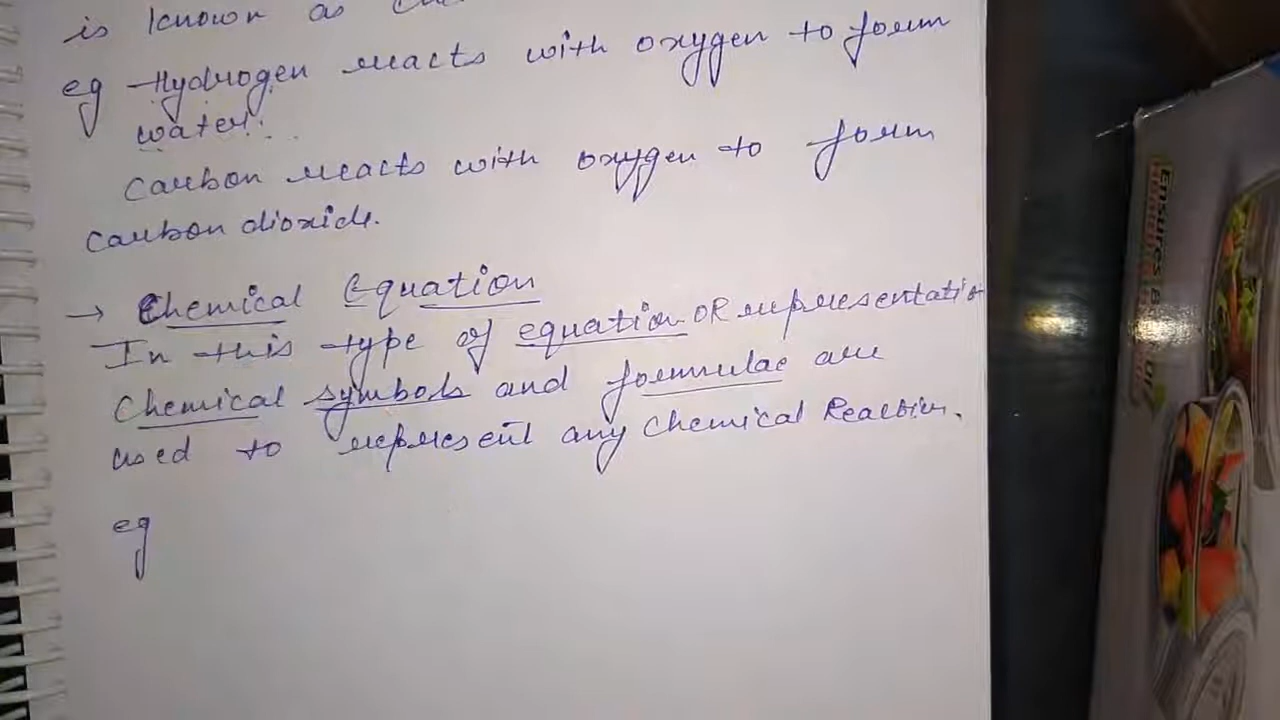 is known as
eg Hydrogen reacts with oxygen to form
water.
Carbon reacts with oxygen to form
Carbon dioxide.
→ Chemical Equation
In this type of equation OR representation
Chemical symbols and formulae are
used to represent any Chemical Reaction.
eg
Ensures